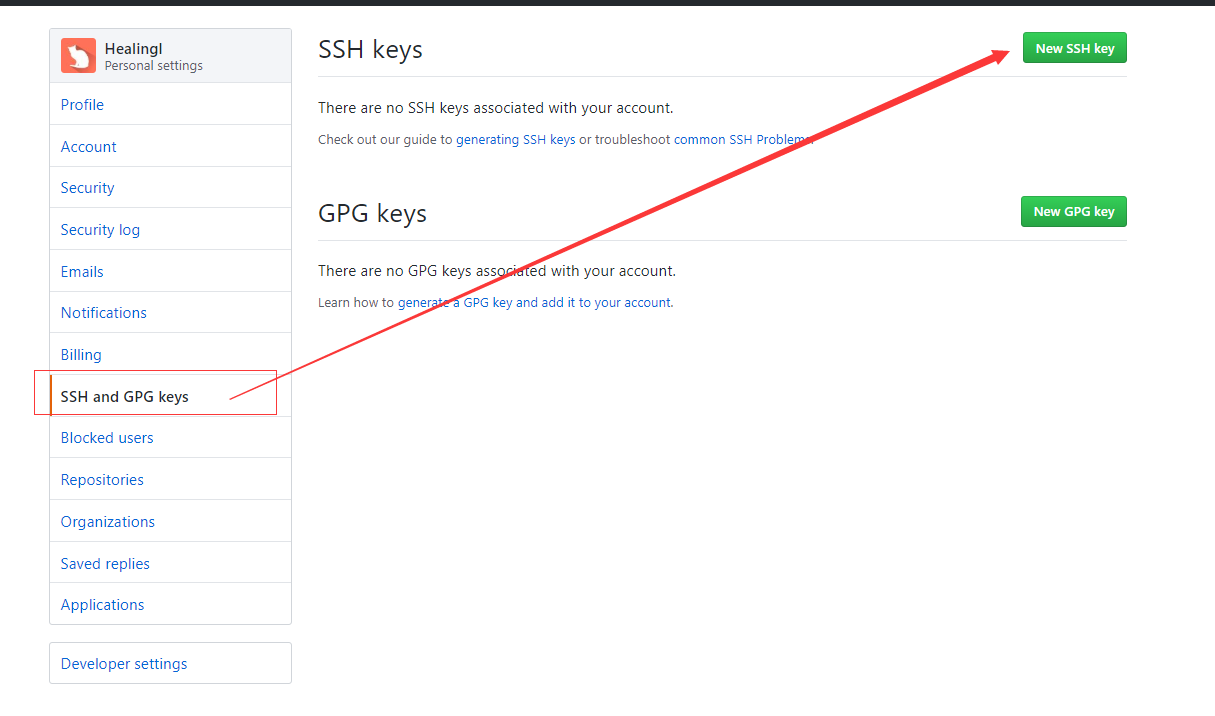 Healingl
Personal settings
Profile
Account
Security
Security log
Emails
Notifications
Billing
SSH and GPG keys
Blocked users
Repositories
Organizations
Saved replies
Applications
Developer settings
SSH keys
New SSH key
There are no SSH keys associated with your account.
Check out our guide to generating SSH keys or troubleshoot common SSH Problems.
GPG keys
New GPG key
There are no GPG keys associated with your account.
Learn how to generate a GPG key and add it to your account.